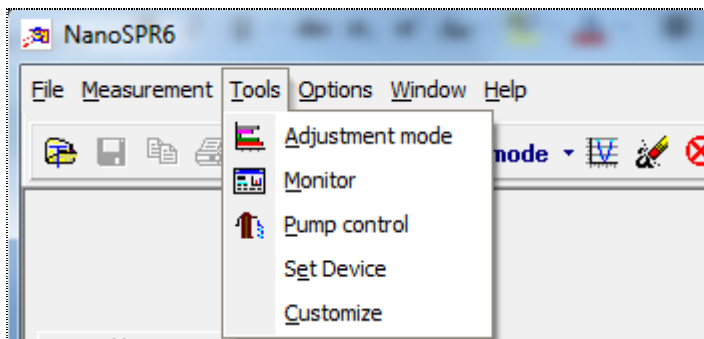 NanoSPR6
File Measurement Tools Options Window Help
Adjustment mode
mode
Monitor
Pump control
Set Device
Customize